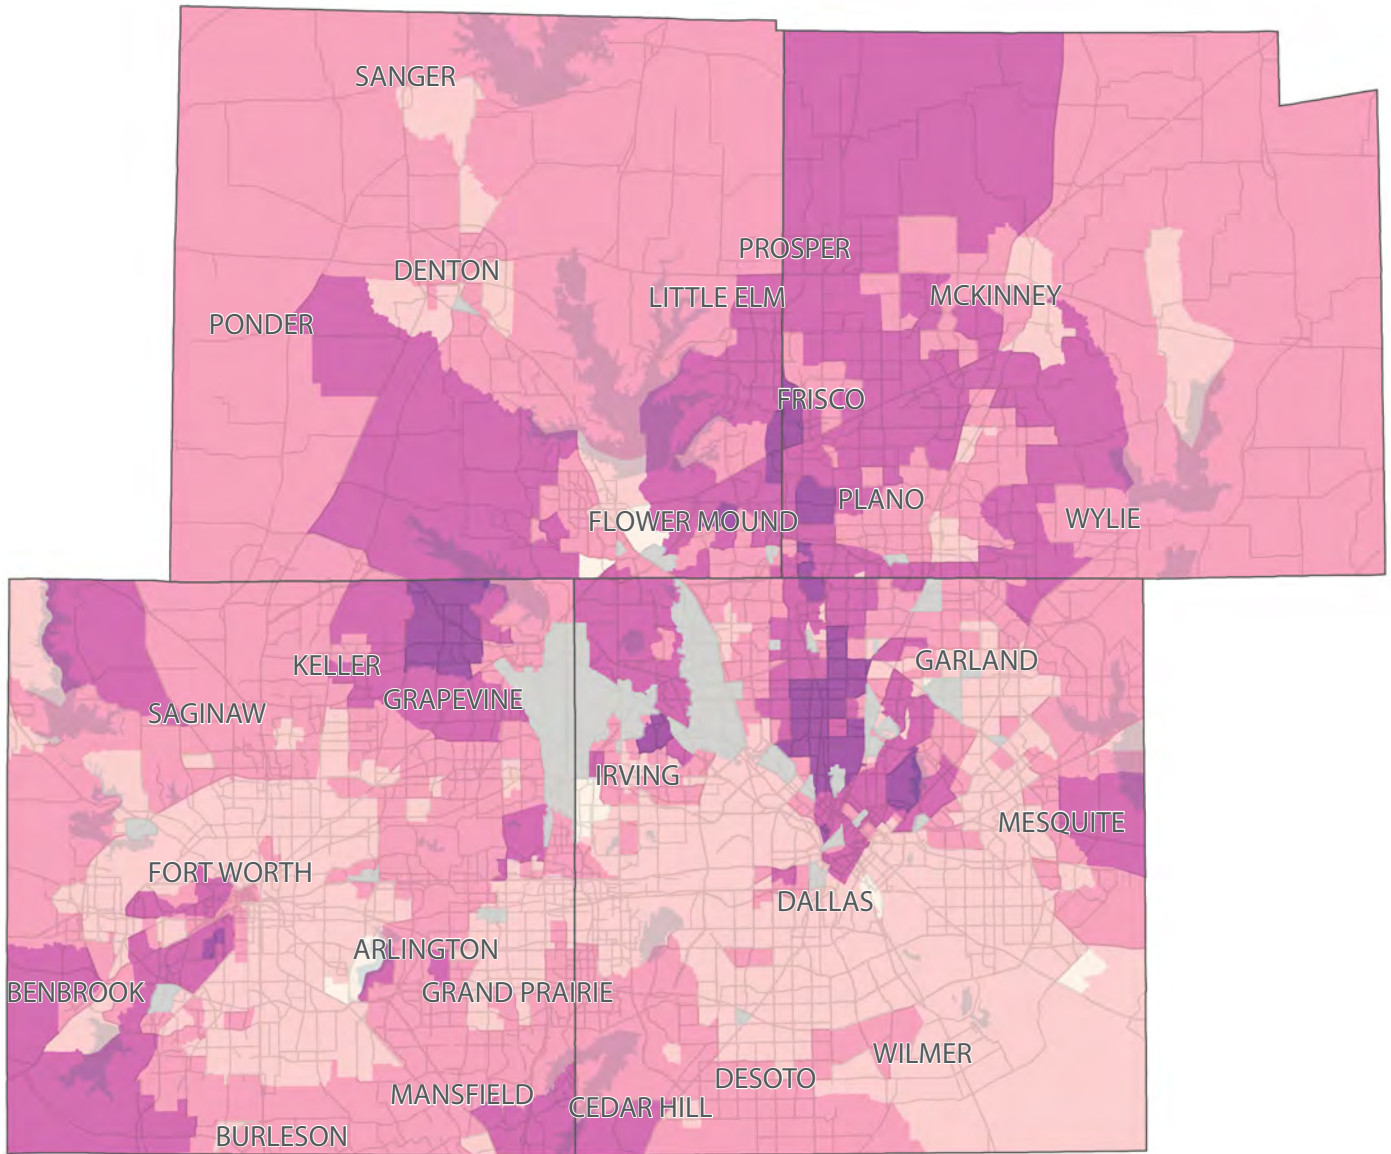 SANGER
PROSPER
DENTON
MCKINNEY
LITTLE ELM
PONDER
FRISCO
PLANO
WYLIE
FLOWER MOUND
GARLAND
KELLER
GRAPEVINE
SAGINAW
IRVING
MESQUITE
FORT WORTH
DALLAS
ARLINGTON
BENBROOK
GRAND PRAIRIE
WILMER
DESOTO
MANSFIELD
CEDAR HILL
BURLESON